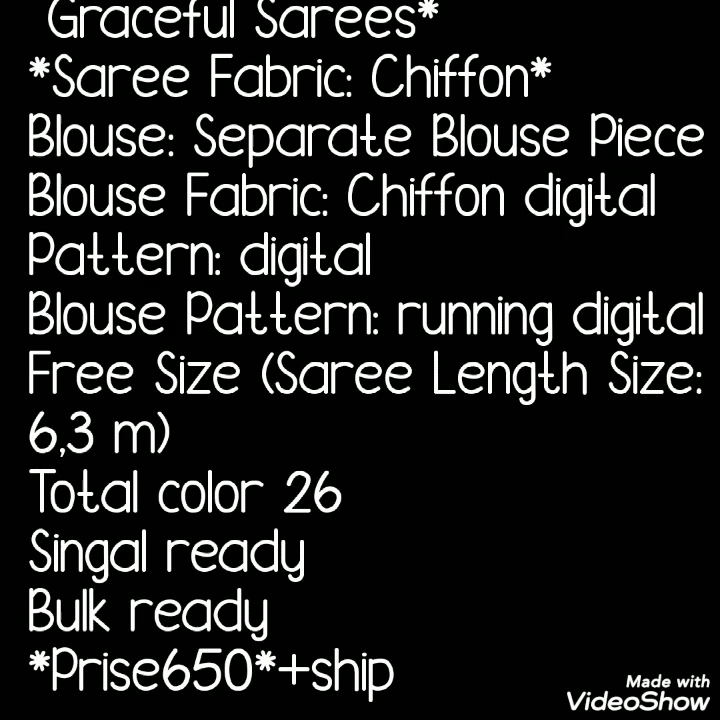 Graceful Sarees*
*Saree Fabric: Chiffon*
Blouse: Separate Blouse Piece
Blouse Fabric: Chiffon digital
Pattern: digital
Blouse Pattern: running digital
Free Size (Saree Length Size:
6,3 m)
Total color 26
Singal ready
Bulk ready
*Prise650*+ship
Made with
VideoShow